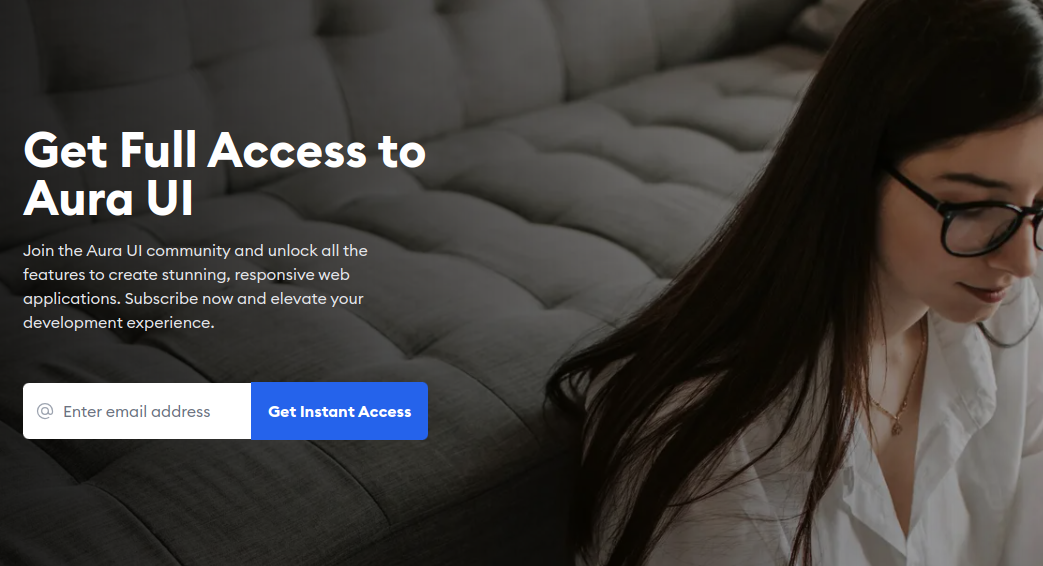 Get Full Access to
Aura UI
Join the Aura UI community and unlock all the
features to create stunning, responsive web
applications. Subscribe now and elevate your
development experience.
@ Enter email address
Get Instant Access